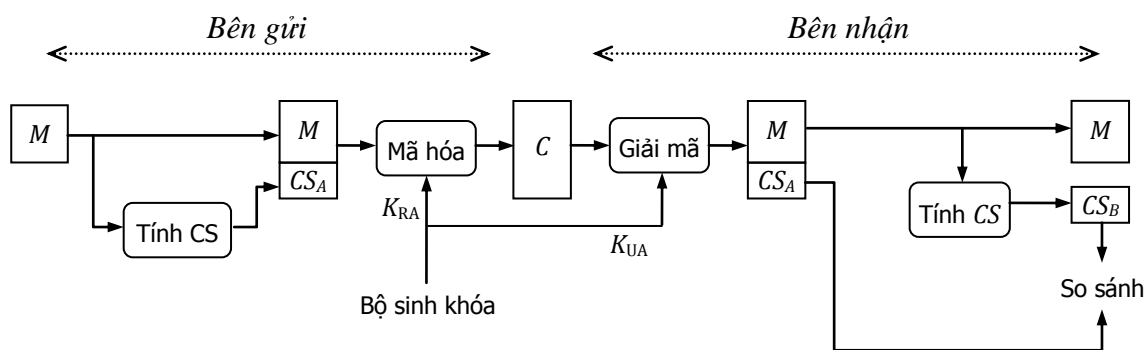 Bên gửi
Bên nhận
M
M
CS_A
Mã hóa
C
Giải mã
M
CS_A
M
Tính CS
K_RA
K_UA
Tính CS
CS_B
Bộ sinh khóa
So sánh